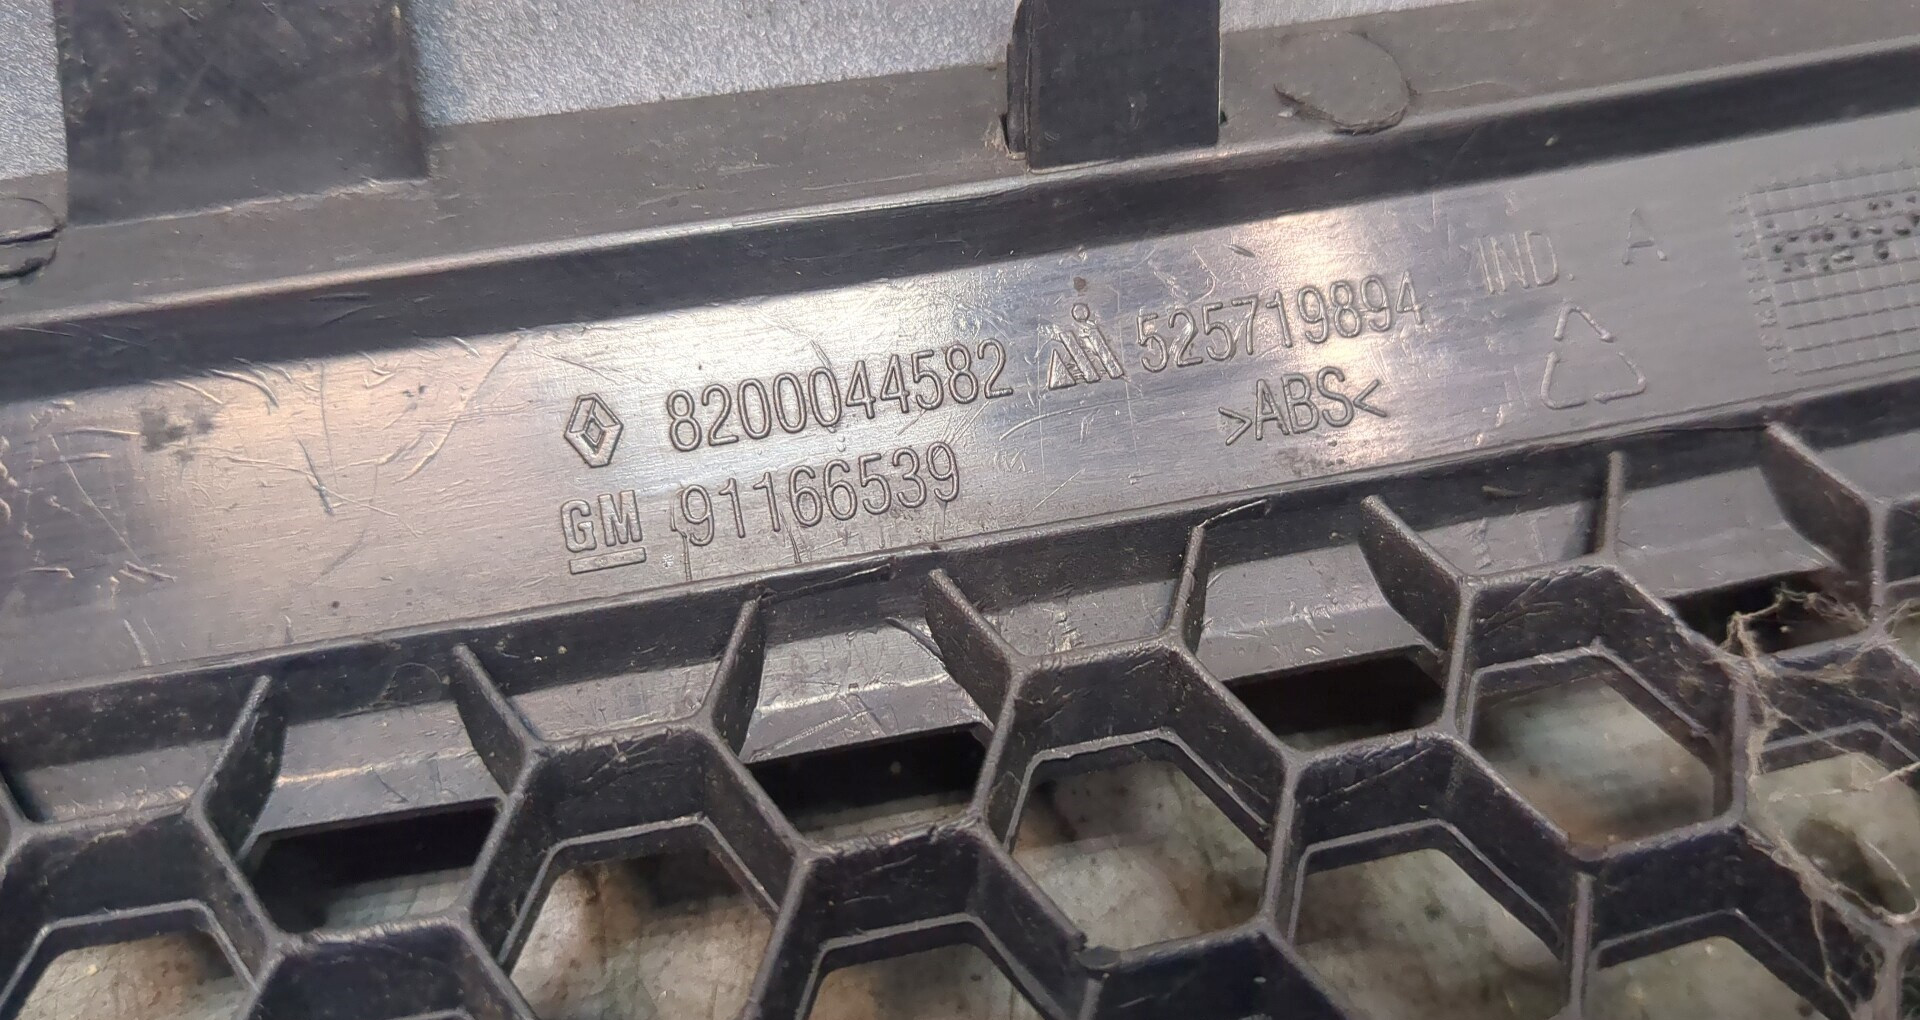 8200044582 525719894 IND. A
GM 91166539 >ABS<